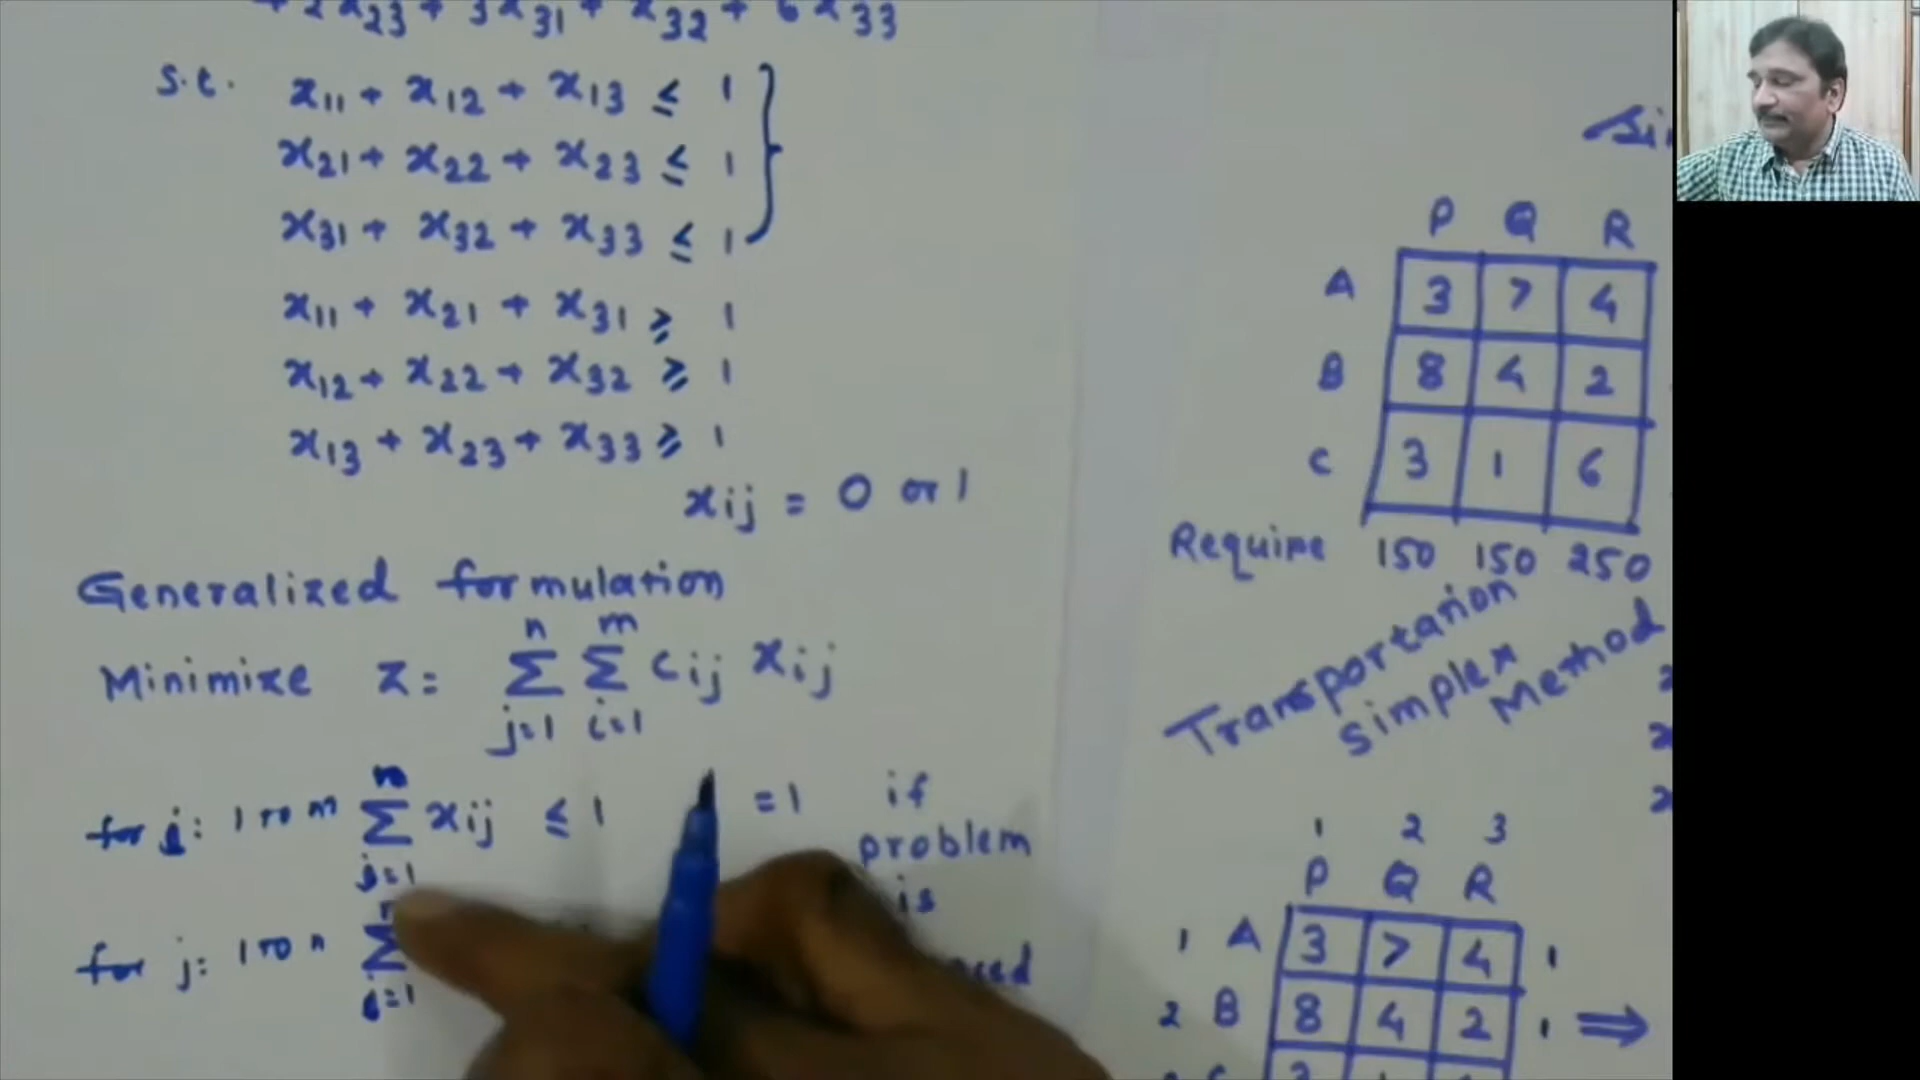 + 2x23 + 3x31 + x32 + 6x33
s.t. x11 + x12 + x13 ≤ 1
x21 + x22 + x23 ≤ 1
x31 + x32 + x33 ≤ 1
x11 + x21 + x31 ≥ 1
x12 + x22 + x32 ≥ 1
x13 + x23 + x33 ≥ 1
xij = 0 or 1
Generalized formulation
n m
Minimize Z = Σ Σ cij xij
j=1 i=1
n
for i: 1 to m Σ xij ≤ 1 = 1 if
problem
j=1
is
for j: 1 to n Σ
i=1
P Q R
A 3 7 4
B 8 4 2
C 3 1 6
Require 150 150 250
Transportation
Simplex
Method
1 2 3
P Q R
1 A 3 7 4 1
2 B 8 4 2 1 ⇒